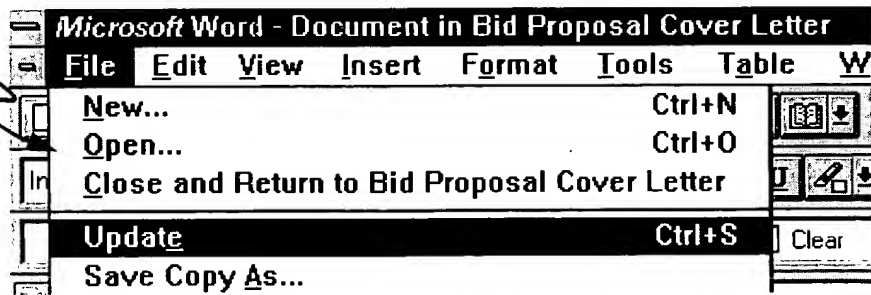 Microsoft Word - Document in Bid Proposal Cover Letter
File Edit View Insert Format Tools Table W
New... Ctrl+N
Open... Ctrl+O
In
Close and Return to Bid Proposal Cover Letter U
Update Ctrl+S Clear
Save Copy As...